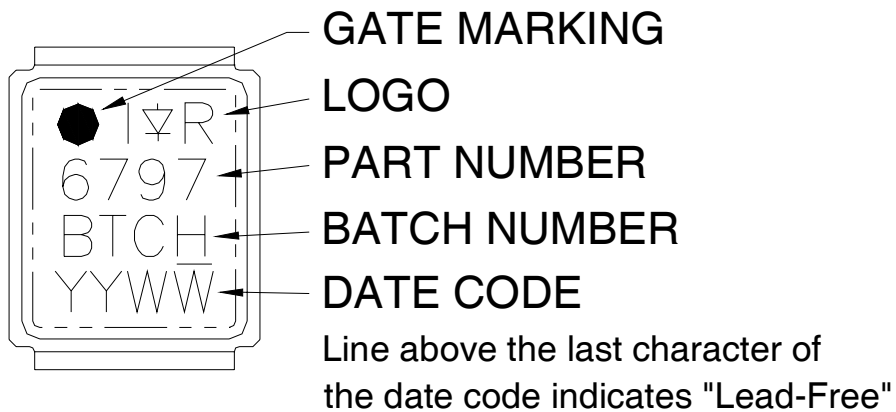 GATE MARKING
I R
LOGO
6797
PART NUMBER
BTCH
BATCH NUMBER
YYWW
DATE CODE
Line above the last character of
the date code indicates "Lead-Free"